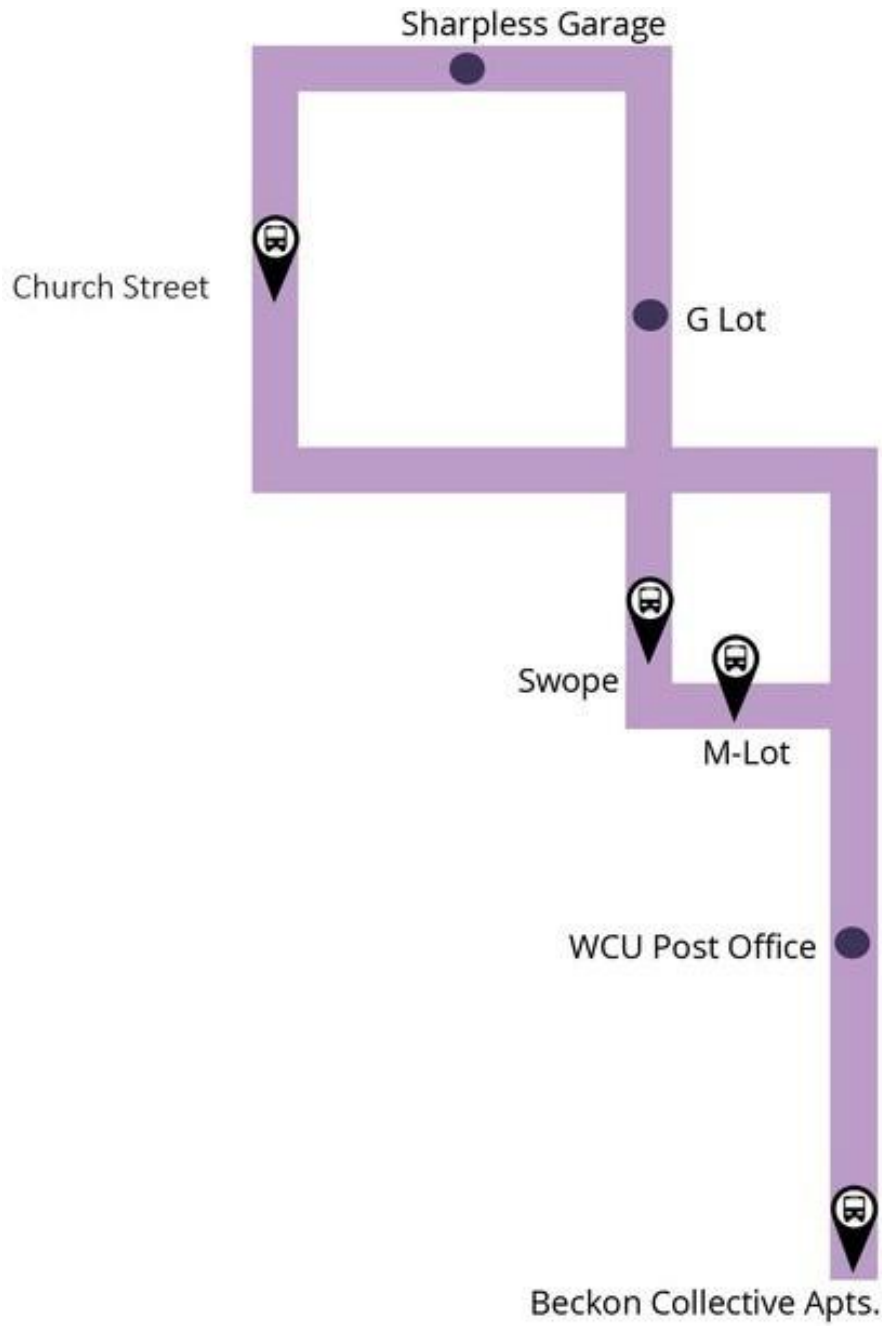 Sharpless Garage
Church Street
G Lot
Swope
M-Lot
WCU Post Office
Beckon Collective Apts.